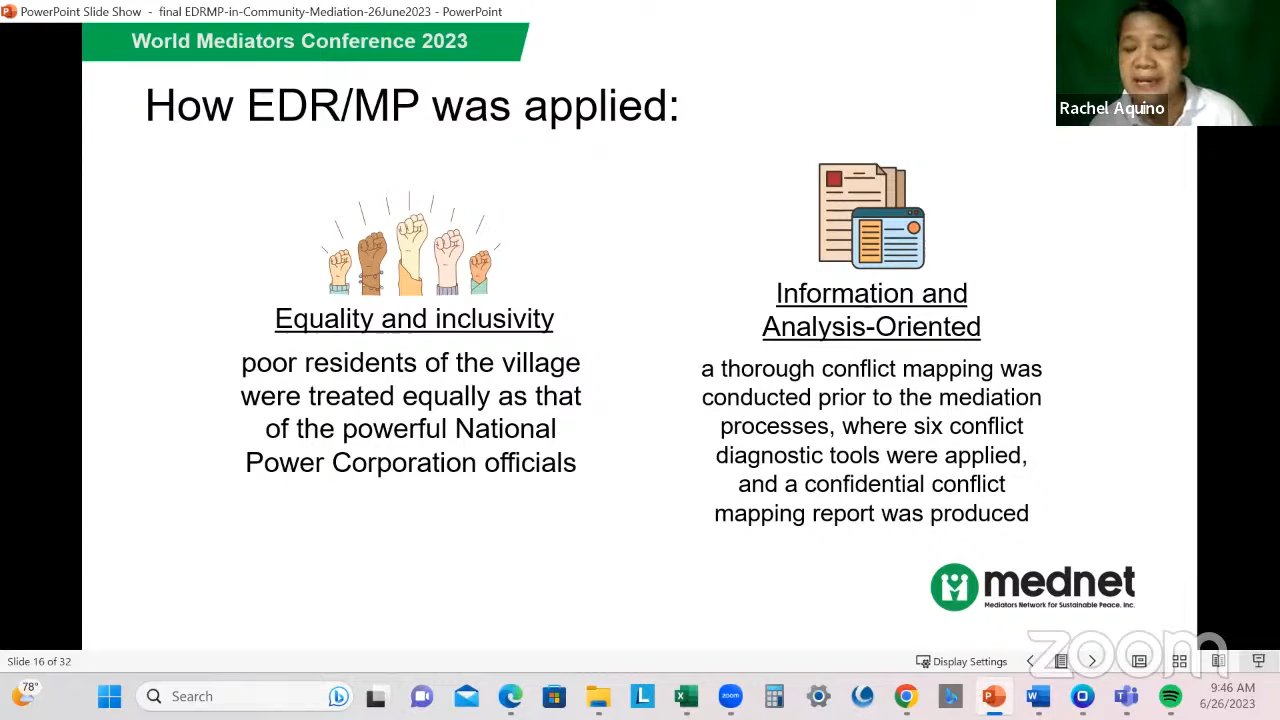 PowerPoint Slide Show - final EDRMP-in-Community-Mediation-26June2023 - PowerPoint
World Mediators Conference 2023
Rachel Aquino
How EDR/MP was applied:
Equality and inclusivity
poor residents of the village
were treated equally as that
of the powerful National
Power Corporation officials
Information and
Analysis-Oriented
a thorough conflict mapping was
conducted prior to the mediation
processes, where six conflict
diagnostic tools were applied,
and a confidential conflict
mapping report was produced
mednet
Mediators Network for Sustainable Peace, Inc.
zoom
Slide 16 of 32
Display Settings
78°
Search
zoom
9:46 AM
6/26/2023